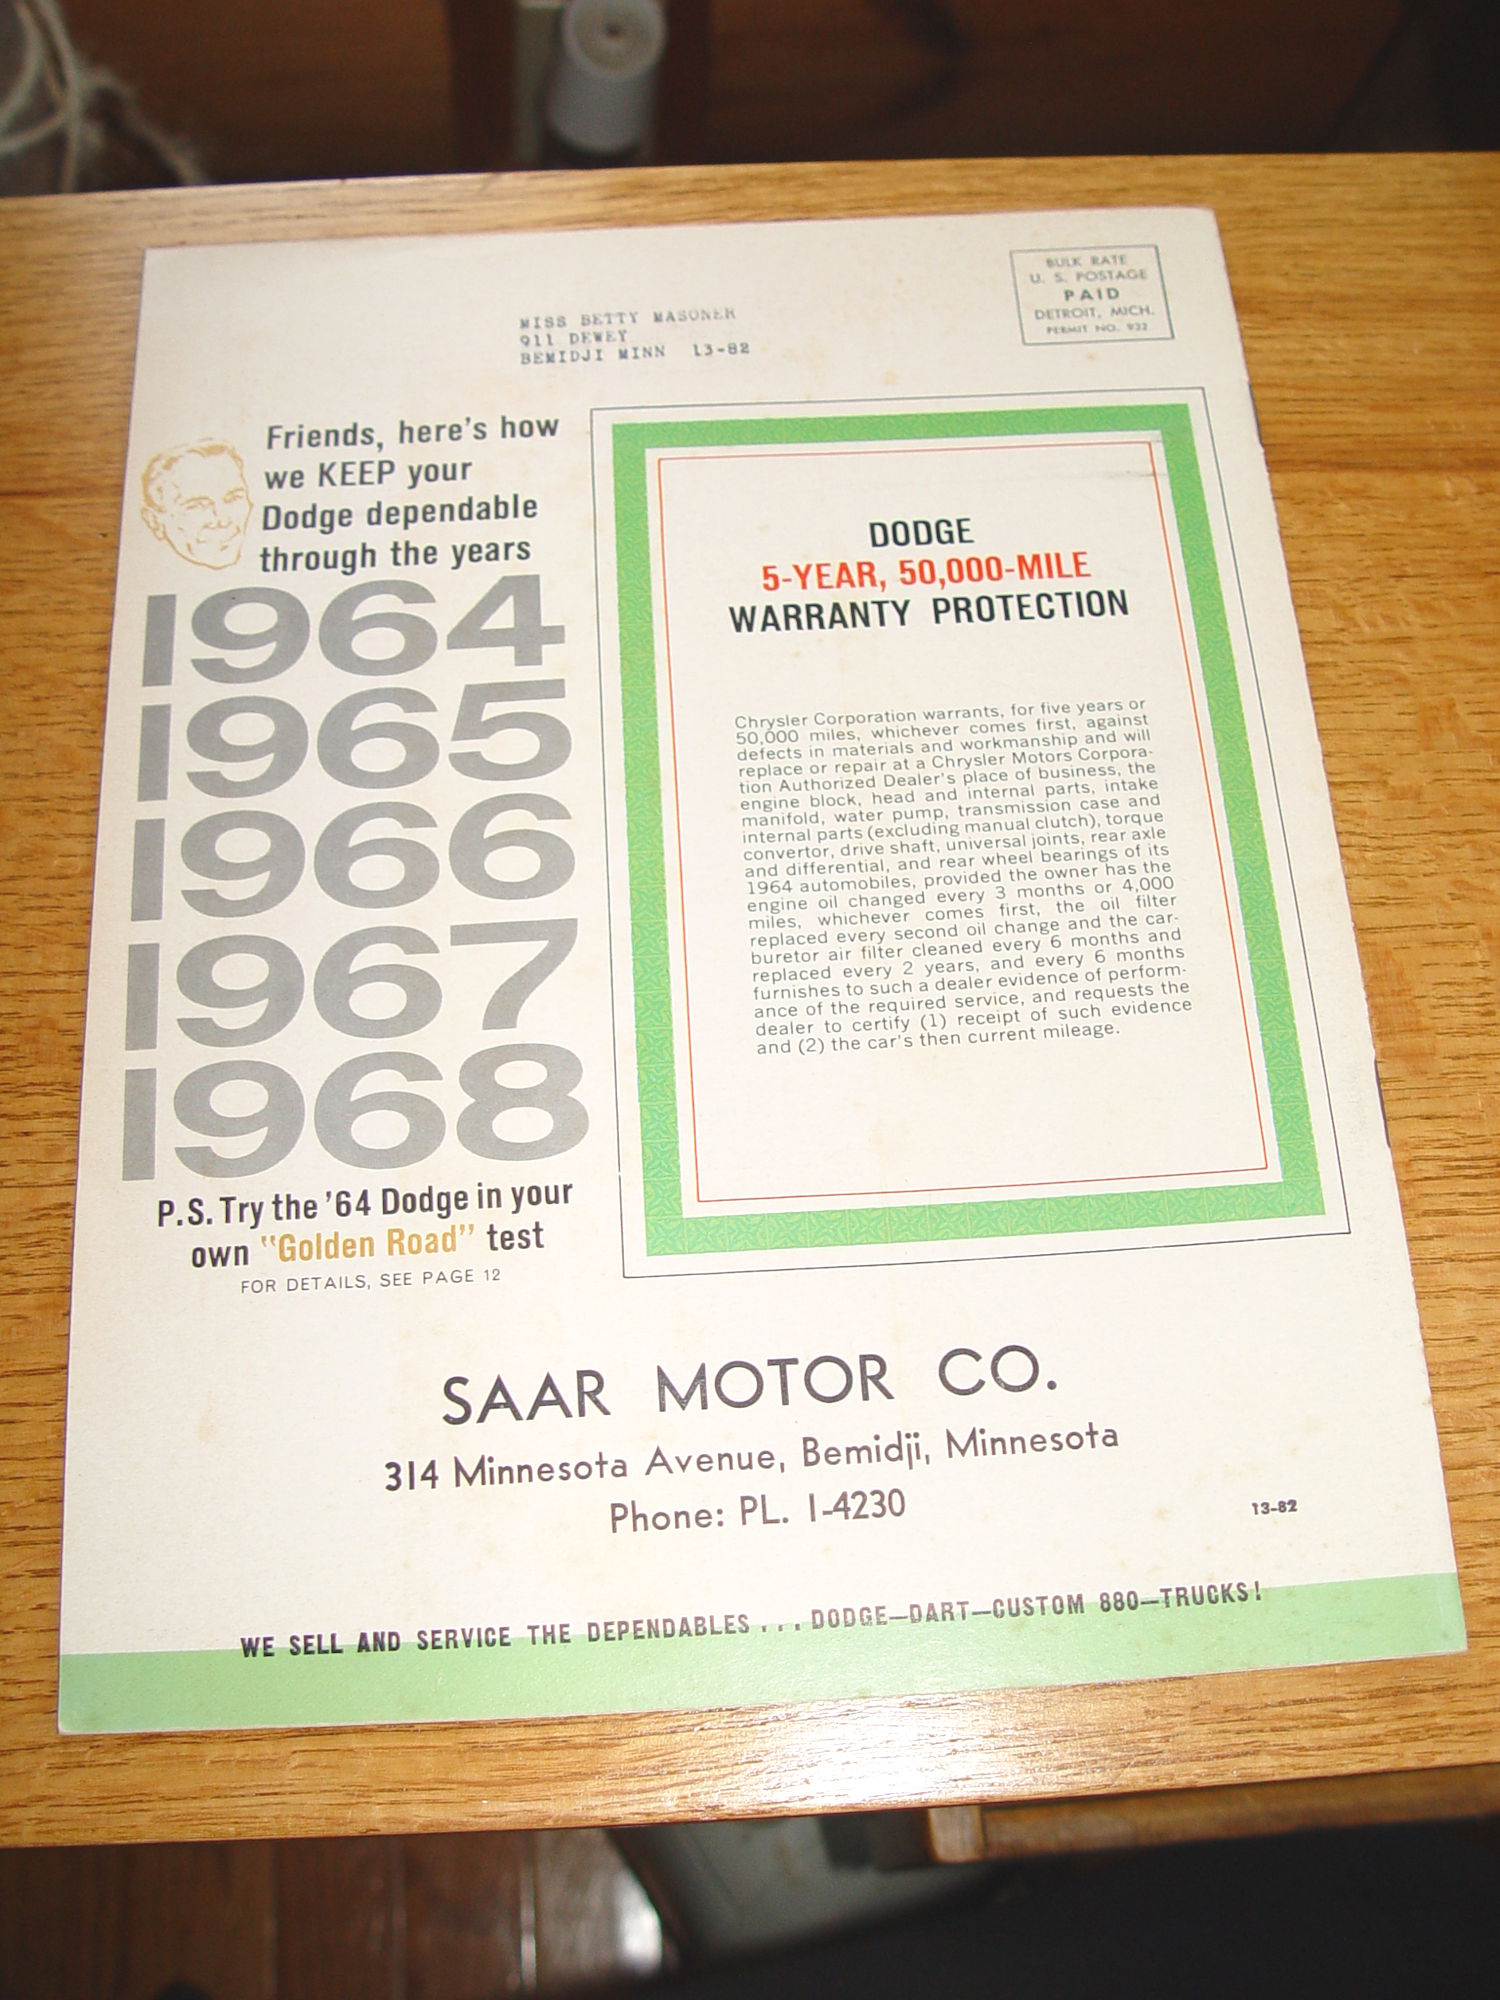 MISS BETTY MASONER
911 DEWEY
BEMIDJI MINN 13-82
BULK RATE
U. S. POSTAGE
PAID
DETROIT, MICH.
PERMIT NO. 932
Friends, here's how
we KEEP your
Dodge dependable
through the years
1964
1965
1966
1967
1968
P.S. Try the '64 Dodge in your
own "Golden Road" test
FOR DETAILS, SEE PAGE 12
DODGE
5-YEAR, 50,000-MILE
WARRANTY PROTECTION
Chrysler Corporation warrants, for five years or
50,000 miles, whichever comes first, against
defects in materials and workmanship and will
replace or repair at a Chrysler Motors Corpora-
tion Authorized Dealer's place of business, the
engine block, head and internal parts, intake
manifold, water pump, transmission case and
internal parts (excluding manual clutch), torque
convertor, drive shaft, universal joints, rear axle
and differential, and rear wheel bearings of its
1964 automobiles, provided the owner has the
engine oil changed every 3 months or 4,000
miles, whichever comes first, the oil filter
replaced every second oil change and the car-
buretor air filter cleaned every 6 months and
replaced every 2 years, and every 6 months
furnishes to such a dealer evidence of perform-
ance of the required service, and requests the
dealer to certify (1) receipt of such evidence
and (2) the car's then current mileage.
SAAR MOTOR CO.
314 Minnesota Avenue, Bemidji, Minnesota
Phone: PL. 1-4230
13-82
WE SELL AND SERVICE THE DEPENDABLES . . . DODGE—DART—CUSTOM 880—TRUCKS!